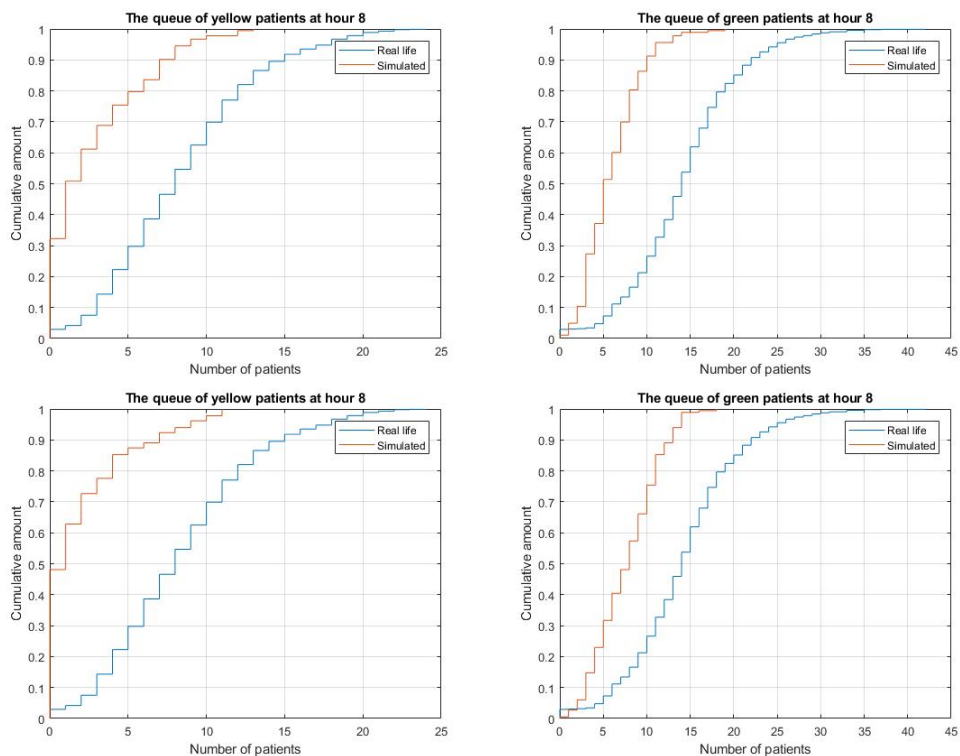 The queue of yellow patients at hour 8
1
0.9
0.8
0.7
0.6
0.5
0.4
0.3
0.2
0.1
0
Cumulative amount
Real life
Simulated
0 5 10 15 20 25
Number of patients
The queue of green patients at hour 8
1
0.9
0.8
0.7
0.6
0.5
0.4
0.3
0.2
0.1
0
Cumulative amount
Real life
Simulated
0 5 10 15 20 25 30 35 40 45
Number of patients
The queue of yellow patients at hour 8
1
0.9
0.8
0.7
0.6
0.5
0.4
0.3
0.2
0.1
0
Cumulative amount
Real life
Simulated
0 5 10 15 20 25
Number of patients
The queue of green patients at hour 8
1
0.9
0.8
0.7
0.6
0.5
0.4
0.3
0.2
0.1
0
Cumulative amount
Real life
Simulated
0 5 10 15 20 25 30 35 40 45
Number of patients